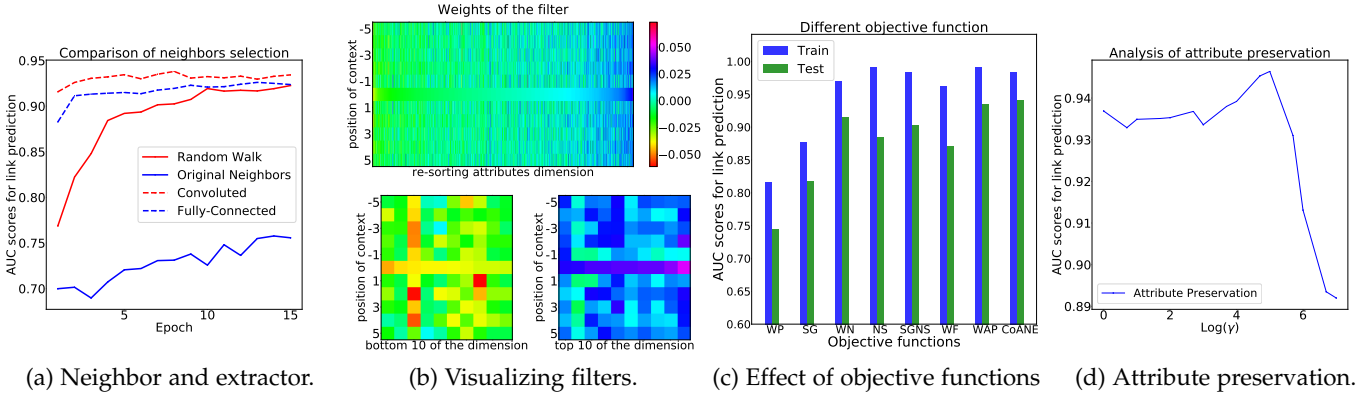 Comparison of neighbors selection
AUC scores for link prediction
0.95
0.90
0.85
0.80
0.75
0.70
Random Walk
Original Neighbors
Convoluted
Fully-Connected
5
10
15
Epoch
(a) Neighbor and extractor.
Weights of the filter
position of context
-5
-3
-1
1
3
5
re-sorting attributes dimension
0.050
0.025
0.000
−0.025
−0.050
position of context
-5
-3
-1
1
3
5
bottom 10 of the dimension
position of context
-5
-3
-1
1
3
5
top 10 of the dimension
(b) Visualizing filters.
Different objective function
AUC scores for link prediction
1.00
0.95
0.90
0.85
0.80
0.75
0.70
0.65
0.60
Train
Test
WP SG WN NS SGNS WF WAP CoANE
Objective functions
(c) Effect of objective functions
Analysis of attribute preservation
AUC scores for link prediction
0.94
0.93
0.92
0.91
0.90
0.89
Attribute Preservation
0
2
4
6
Log(γ)
(d) Attribute preservation.